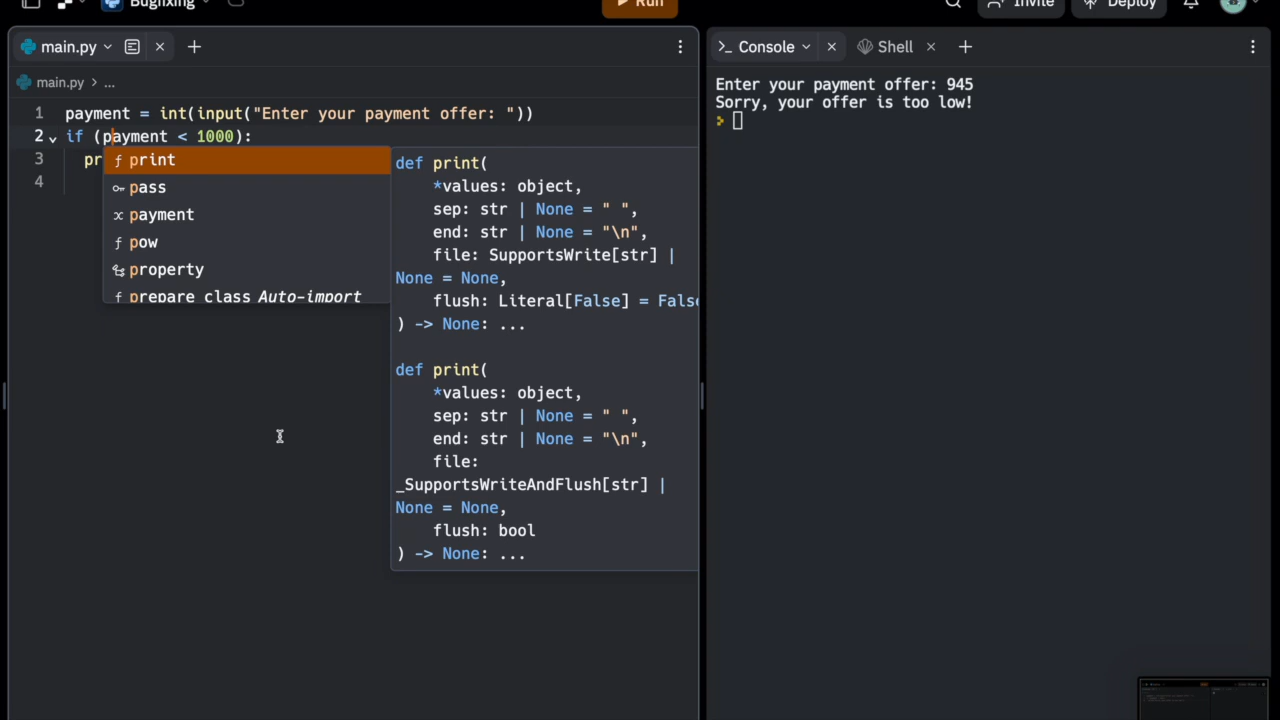 Bugfixing
Run
Invite
Deploy
main.py
Console
Shell
main.py > ...
1 payment = int(input("Enter your payment offer: "))
2 if (payment < 1000):
3 pr
4
print
pass
payment
pow
property
prepare_class Auto-import
def print(
*values: object,
sep: str | None = " ",
end: str | None = "\n",
file: SupportsWrite[str] |
None = None,
flush: Literal[False] = False
) -> None: ...
def print(
*values: object,
sep: str | None = " ",
end: str | None = "\n",
file:
_SupportsWriteAndFlush[str] |
None = None,
flush: bool
) -> None: ...
Enter your payment offer: 945
Sorry, your offer is too low!